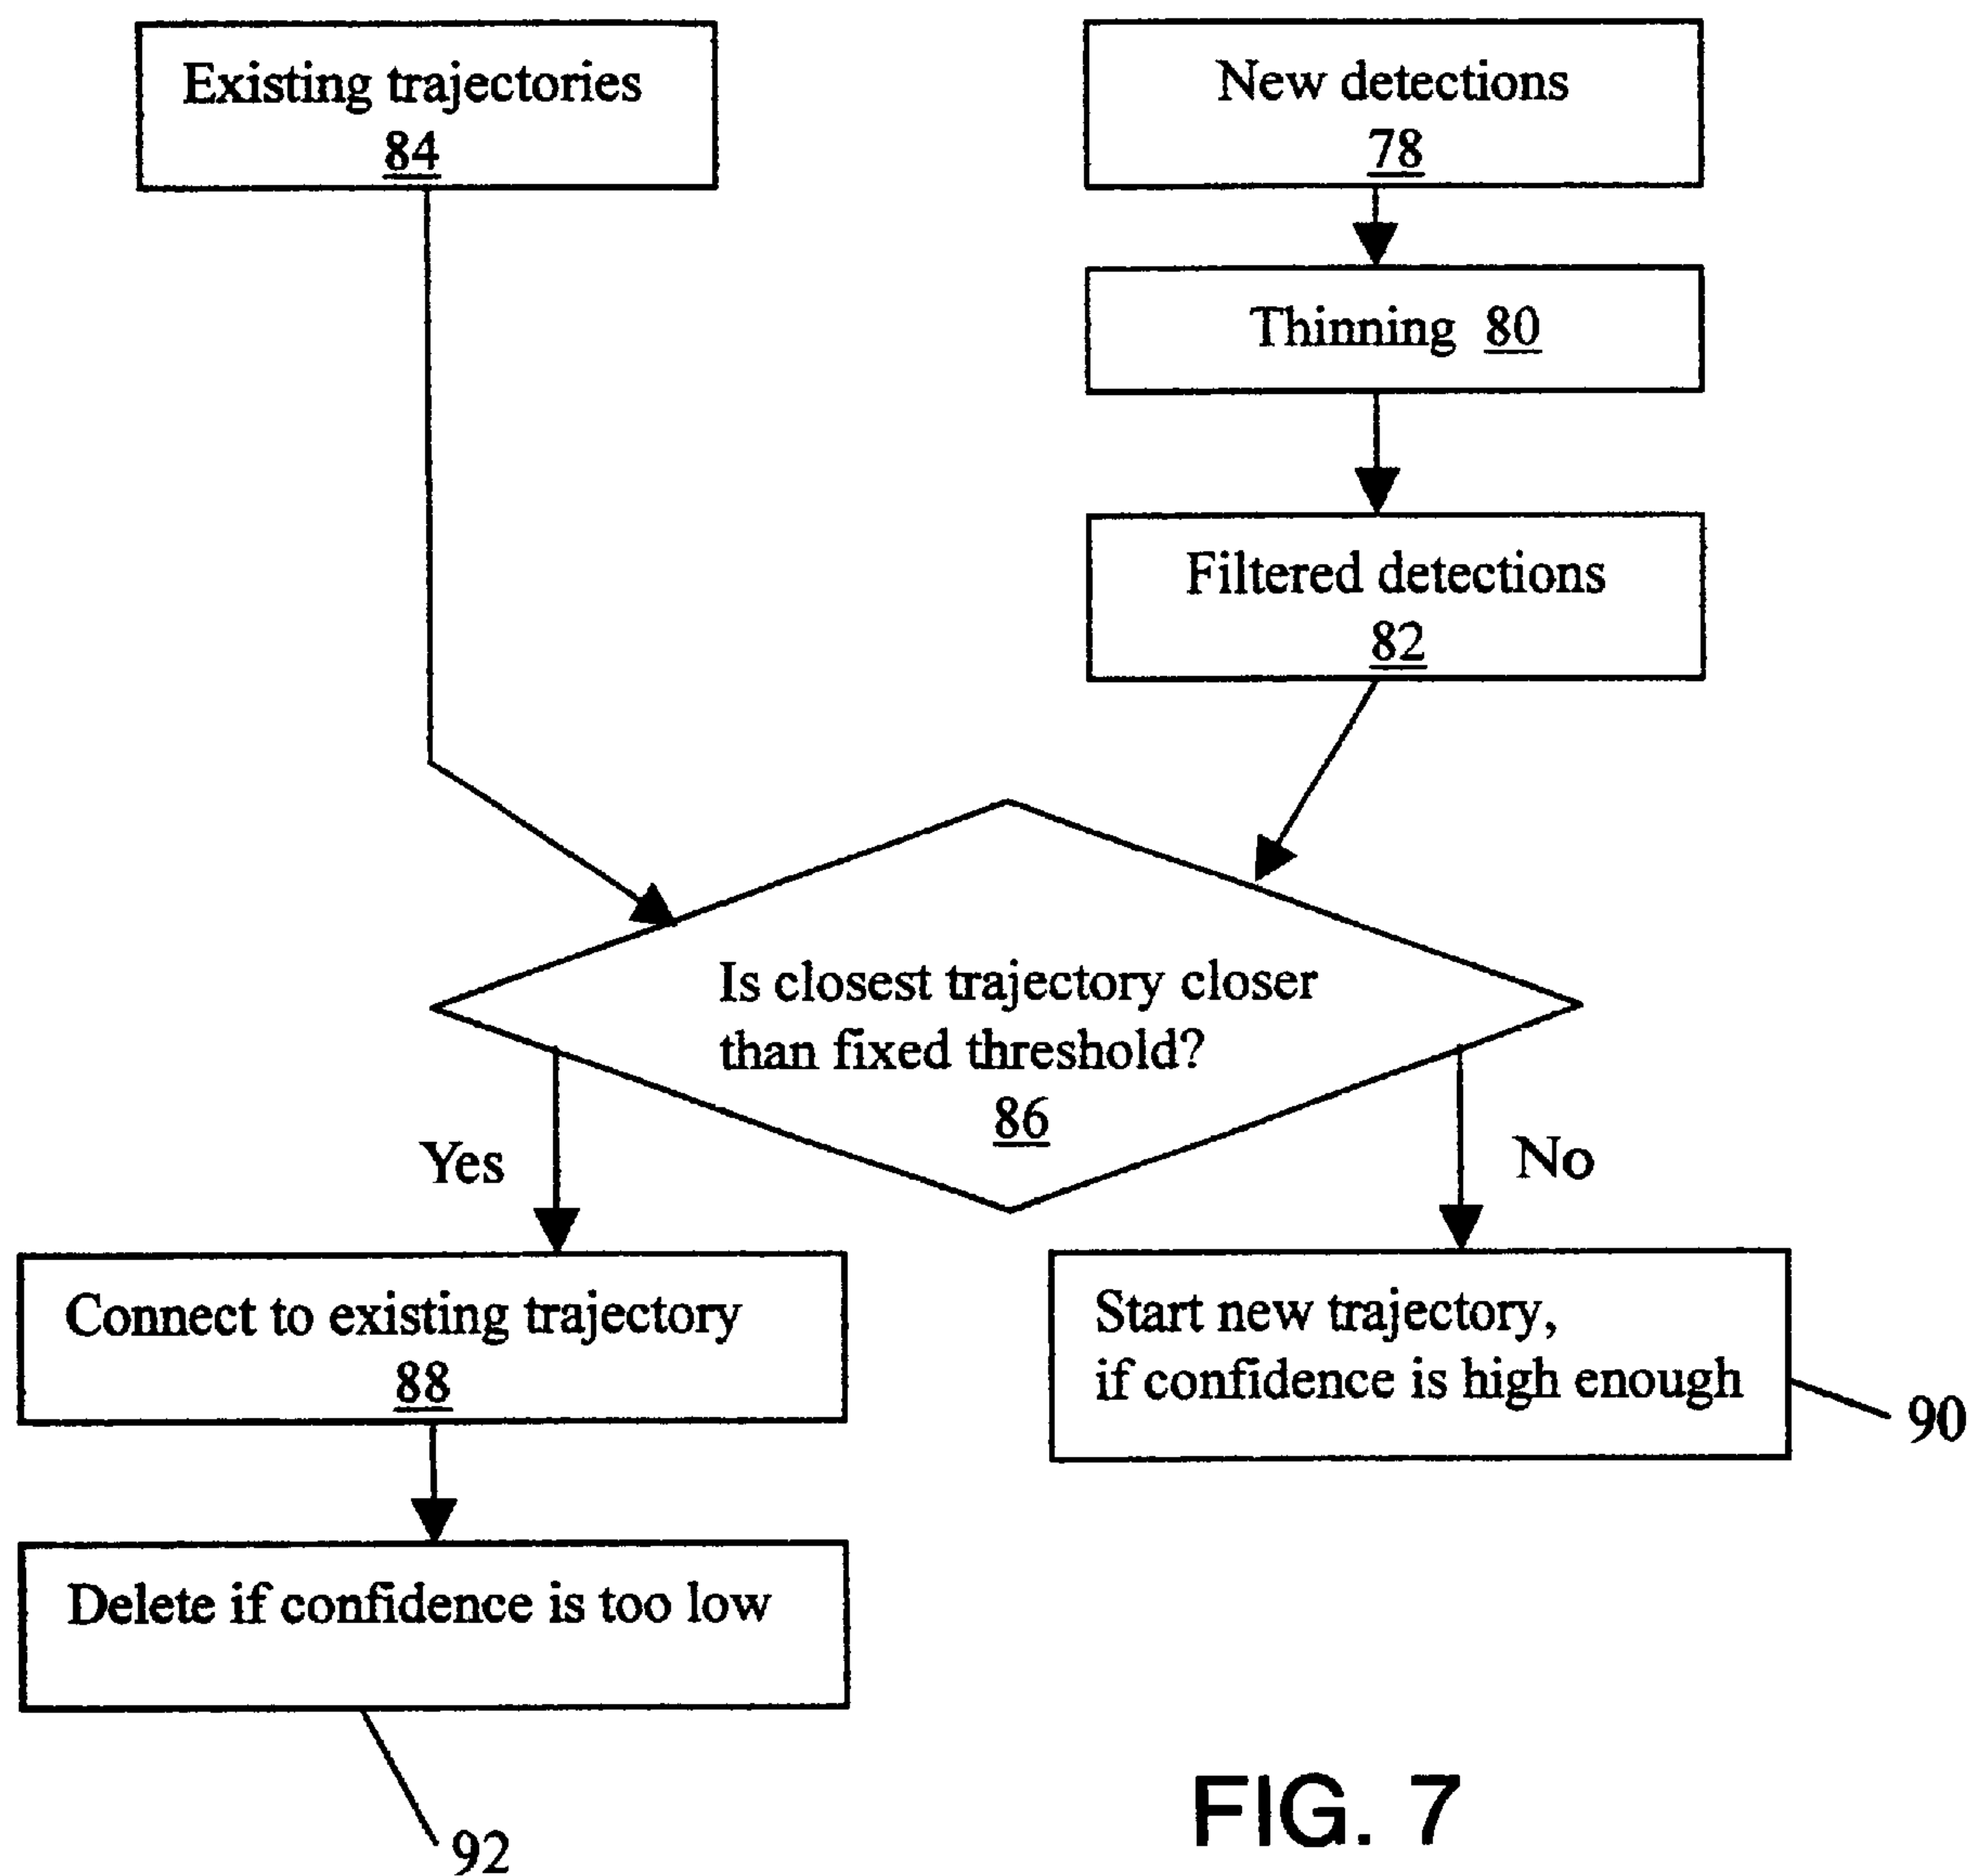 Existing trajectories
84
New detections
78
Thinning 80
Filtered detections
82
Is closest trajectory closer
than fixed threshold?
86
Yes
No
Connect to existing trajectory
88
Start new trajectory,
if confidence is high enough
90
Delete if confidence is too low
92
FIG. 7